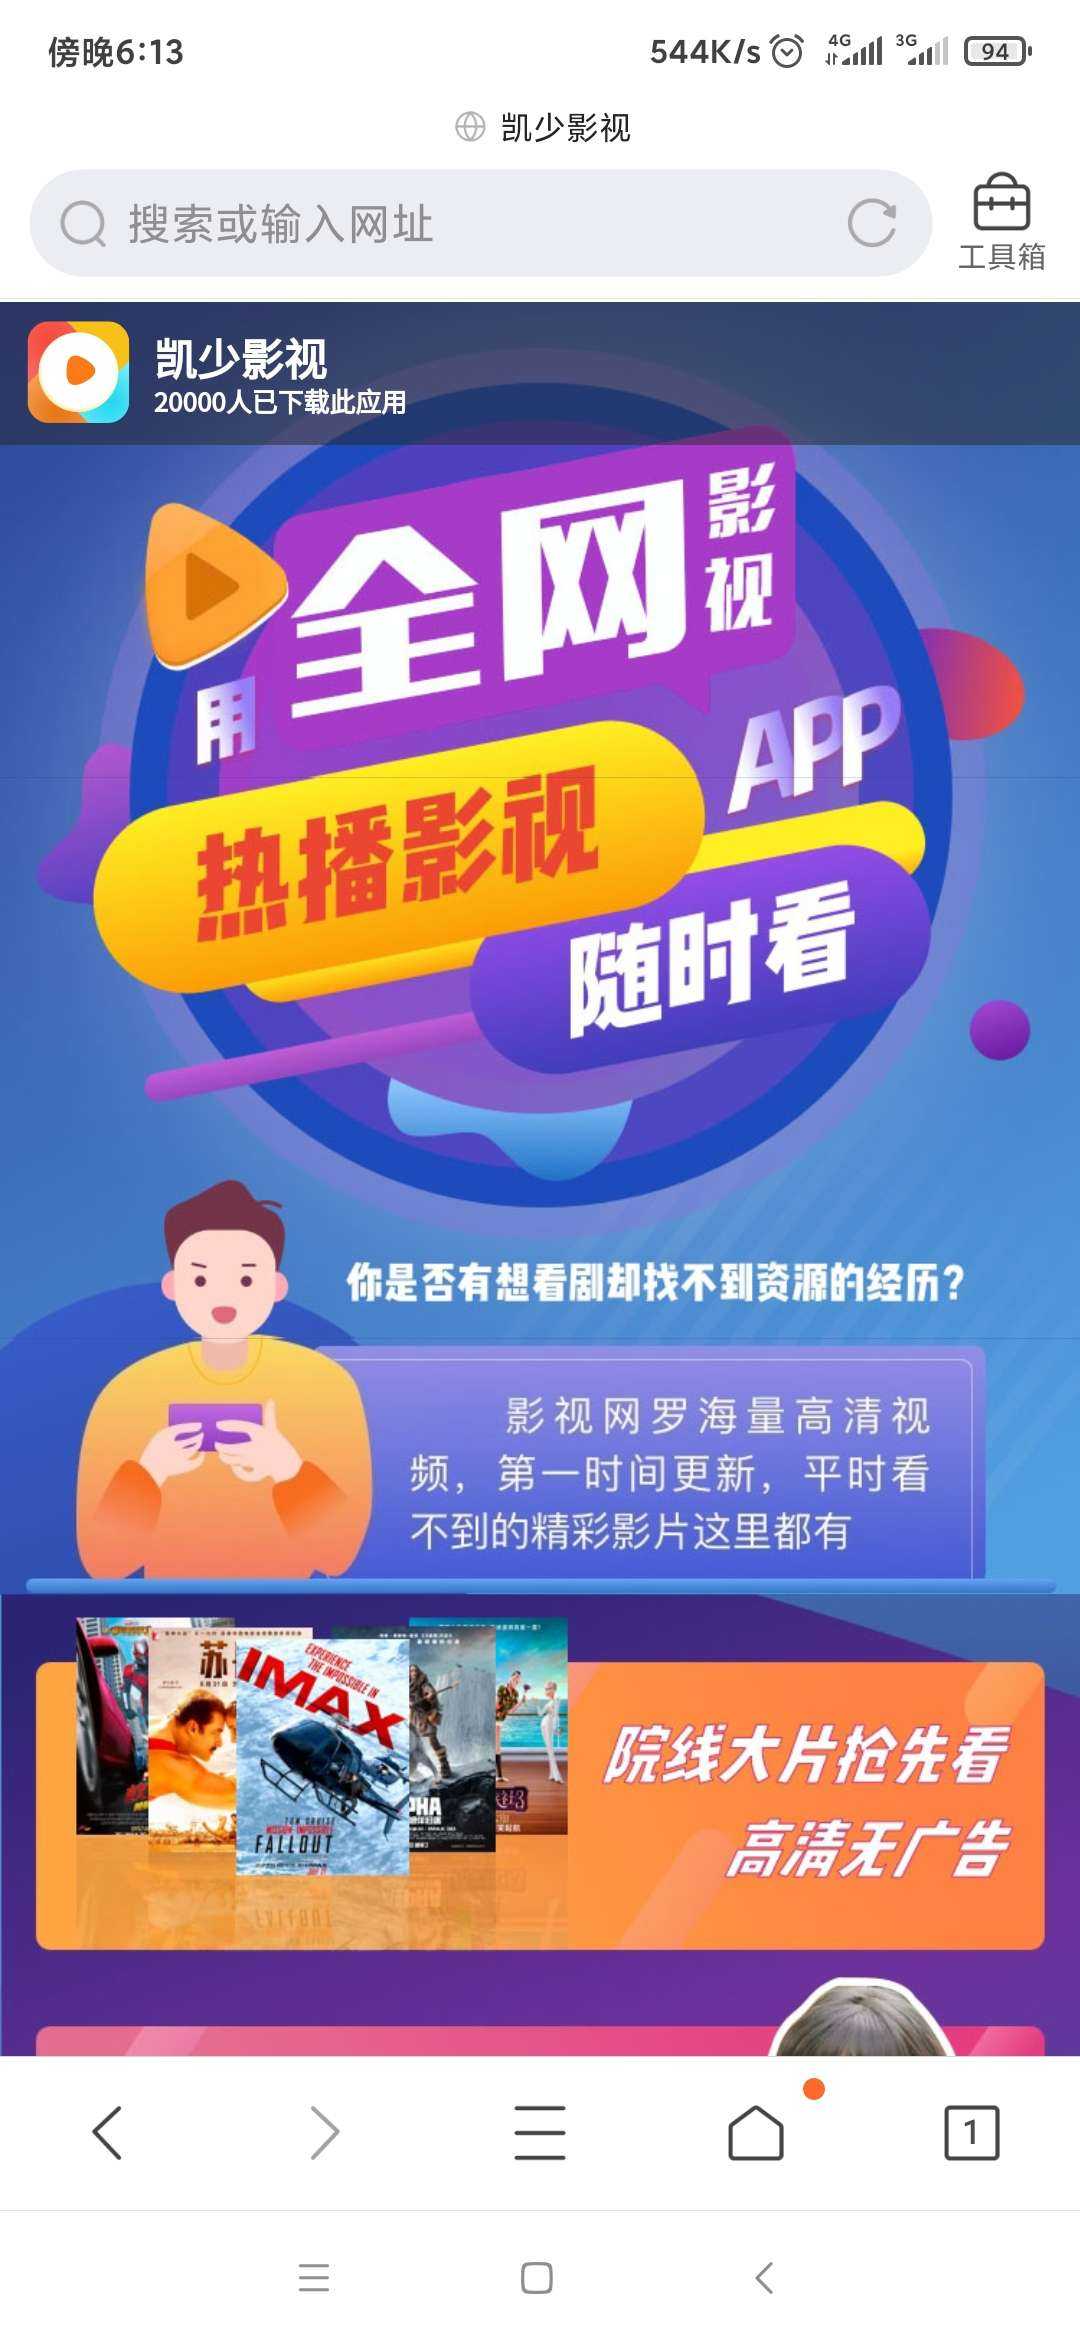 傍晚6:13
544K/s
4G
3G
94
凯少影视
搜索或输入网址
工具箱
凯少影视
20000人已下载此应用
用
全网
影视
APP
热播影视
随时看
你是否有想看剧却找不到资源的经历？
影视网罗海量高清视
频，第一时间更新，平时看
不到的精彩影片这里都有
苏
EXPERIENCE
THE IMPOSSIBLE IN
IMAX
TOM CRUISE
MISSION:IMPOSSIBLE
FALLOUT
PHA
院线大片抢先看
高清无广告
1